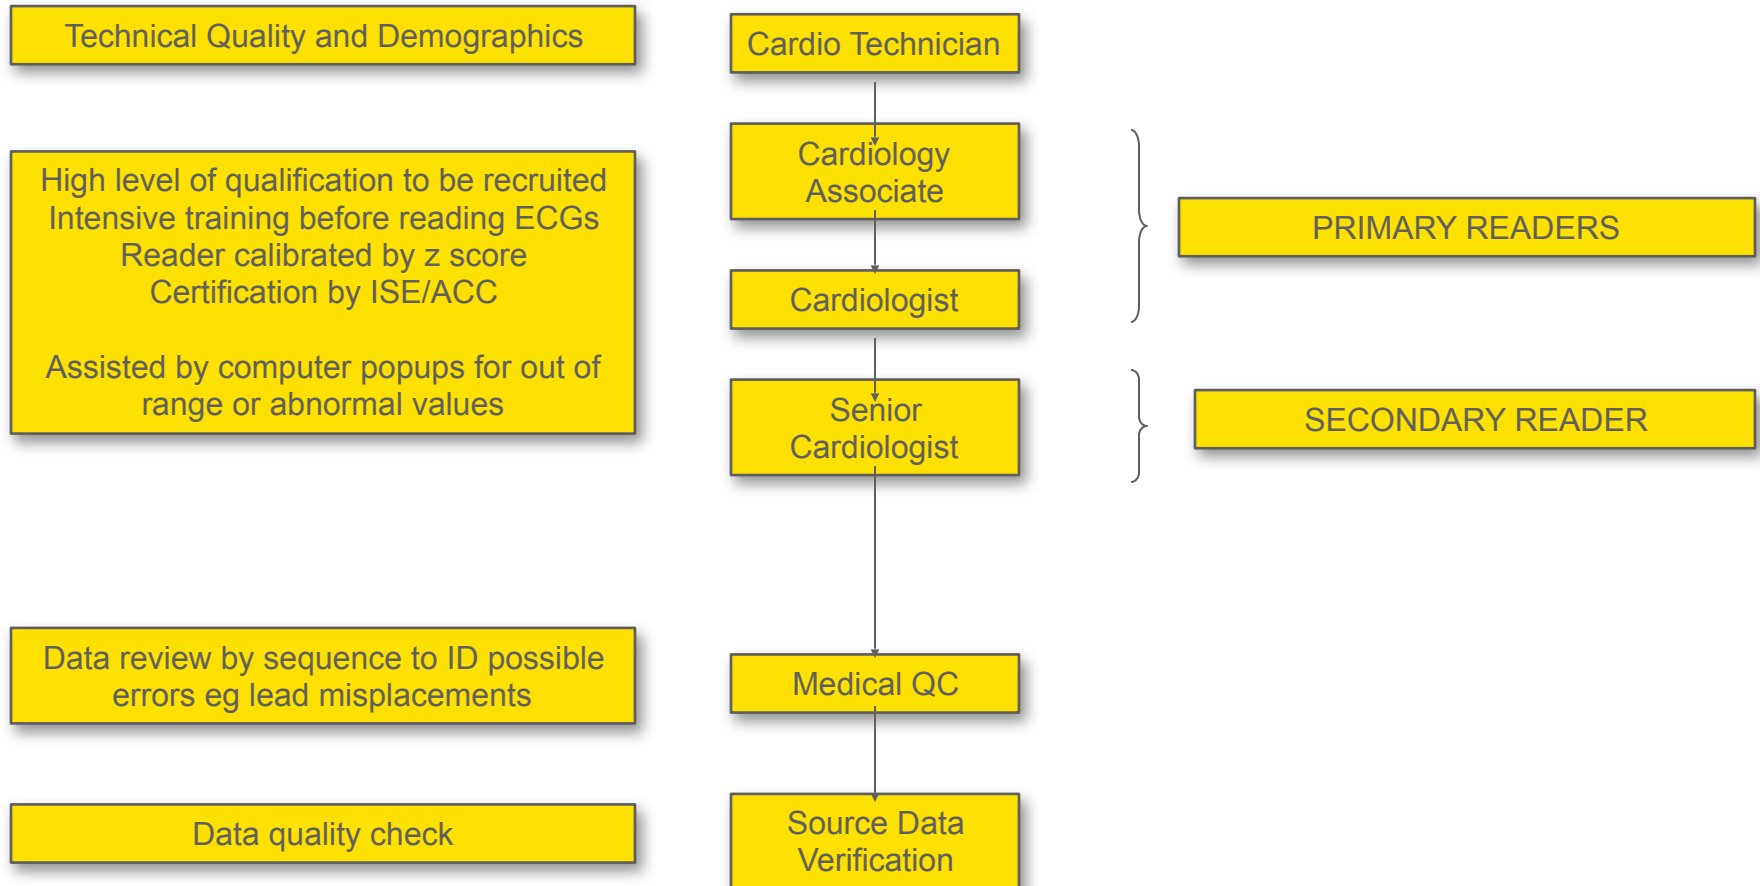 Technical Quality and Demographics
Cardio Technician
High level of qualification to be recruited
Intensive training before reading ECGs
Reader calibrated by z score
Certification by ISE/ACC
Assisted by computer popups for out of
range or abnormal values
Cardiology
Associate
Cardiologist
PRIMARY READERS
Senior
Cardiologist
SECONDARY READER
Data review by sequence to ID possible
errors eg lead misplacements
Medical QC
Data quality check
Source Data
Verification